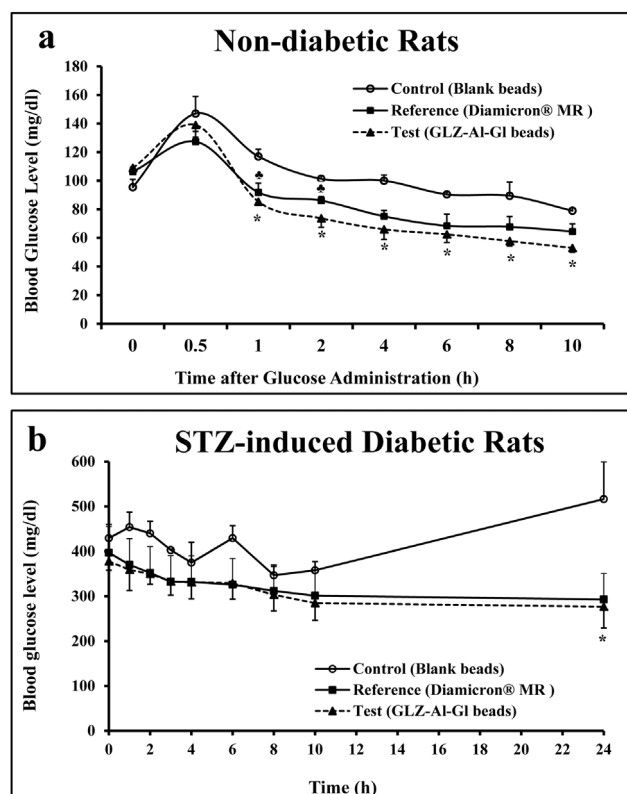 a
Non-diabetic Rats
Control (Blank beads)
Reference (Diamicron® MR )
Test (GLZ-Al-Gl beads)
Blood Glucose Level (mg/dl)
180
160
140
120
100
80
60
40
20
0
♣
♣
* * * * * *
0 0.5 1 2 4 6 8 10
Time after Glucose Administration (h)
b
STZ-induced Diabetic Rats
Blood glucose level (mg/dl)
600
500
400
300
200
100
0
*
Control (Blank beads)
Reference (Diamicron® MR )
Test (GLZ-Al-Gl beads)
0 2 4 6 8 10 12 14 16 18 20 22 24
Time (h)